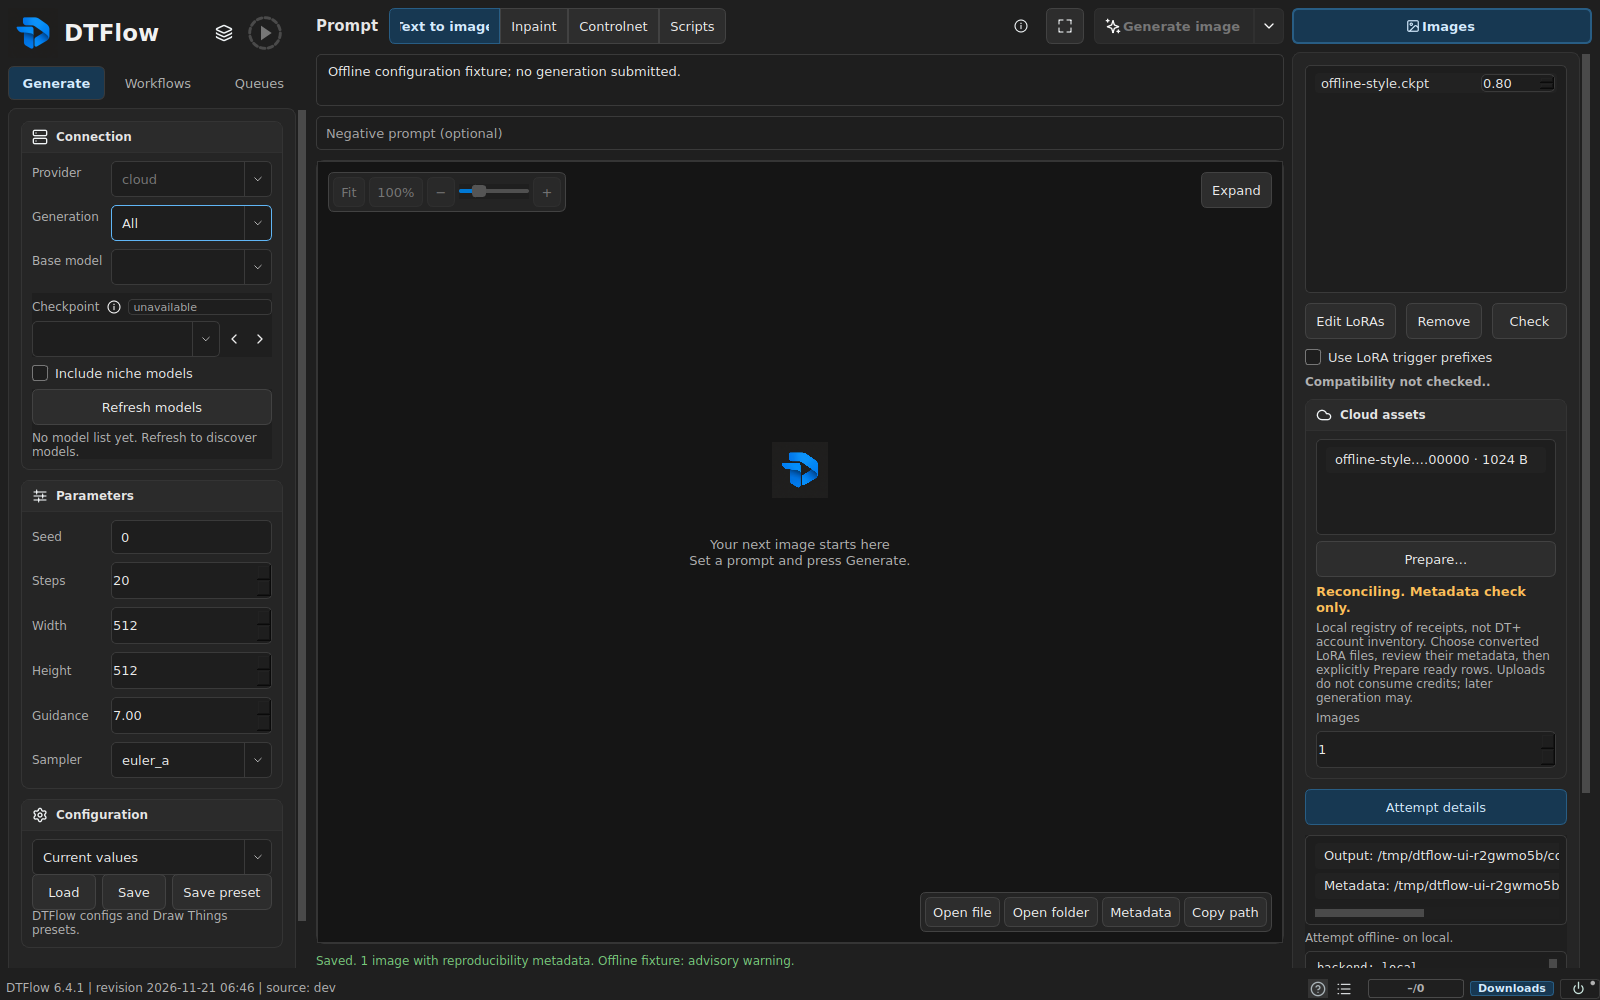 DTFlow
Generate
Workflows
Queues
Connection
Provider
cloud
Generation
All
Base model
Checkpoint
unavailable
Include niche models
Refresh models
No model list yet. Refresh to discover
models.
Parameters
Seed
0
Steps
20
Width
512
Height
512
Guidance
7.00
Sampler
euler_a
Configuration
Current values
Load
Save
Save preset
DTFlow configs and Draw Things
presets.
Prompt
Text to image
Inpaint
Controlnet
Scripts
Generate image
Offline configuration fixture; no generation submitted.
Negative prompt (optional)
Fit
100%
−
+
Expand
Your next image starts here
Set a prompt and press Generate.
Open file
Open folder
Metadata
Copy path
Saved. 1 image with reproducibility metadata. Offline fixture: advisory warning.
Images
offline-style.ckpt
0.80
Edit LoRAs
Remove
Check
Use LoRA trigger prefixes
Compatibility not checked..
Cloud assets
offline-style....00000 · 1024 B
Prepare...
Reconciling. Metadata check
only.
Local registry of receipts, not DT+
account inventory. Choose converted
LoRA files, review their metadata, then
explicitly Prepare ready rows. Uploads
do not consume credits; later
generation may.
Images
1
Attempt details
Output: /tmp/dtflow-ui-r2gwmo5b/cc
Metadata: /tmp/dtflow-ui-r2gwmo5b
Attempt offline- on local.
backend: local
DTFlow 6.4.1 | revision 2026-11-21 06:46 | source: dev
-/0
Downloads